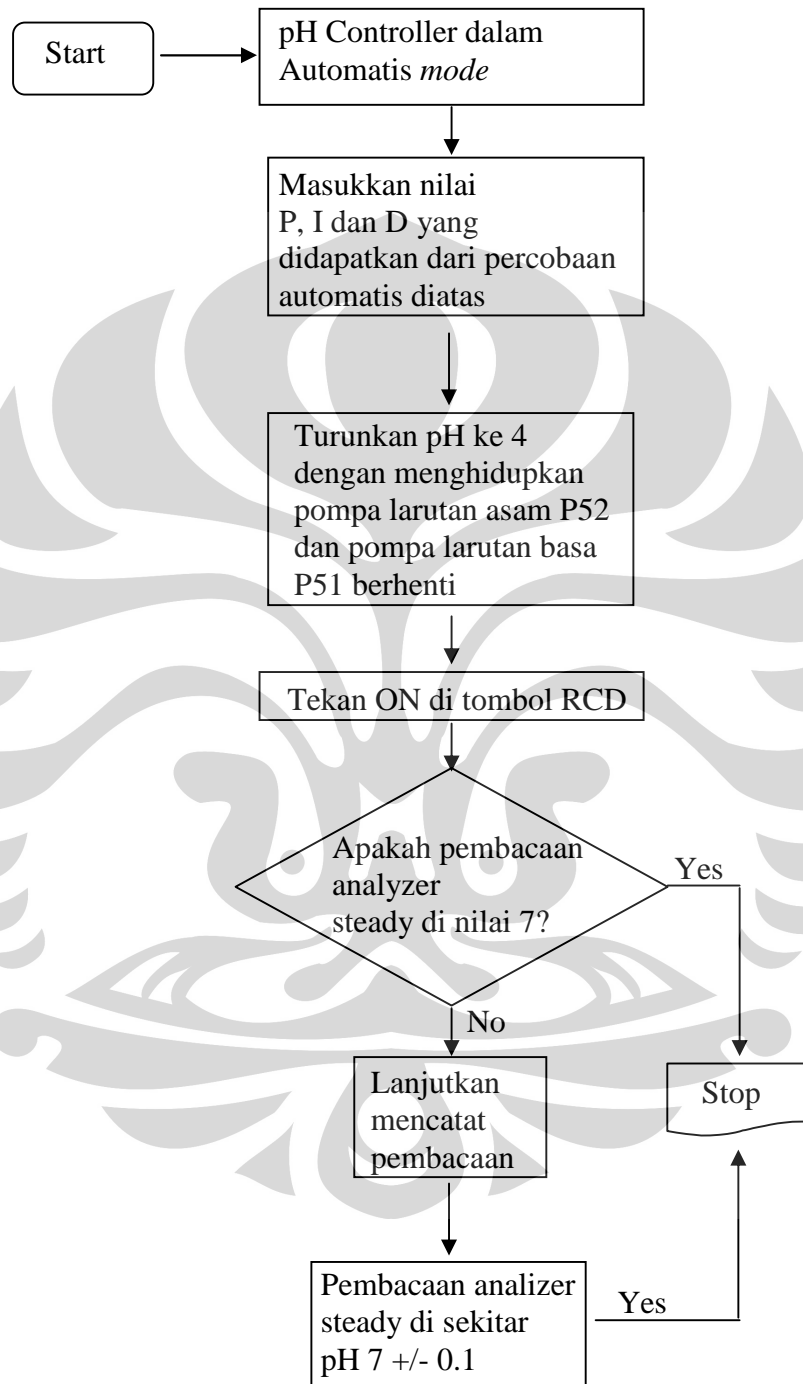 Start
pH Controller dalam
Automatis mode
Masukkan nilai
P, I dan D yang
didapatkan dari percobaan
automatis diatas
Turunkan pH ke 4
dengan menghidupkan
pompa larutan asam P52
dan pompa larutan basa
P51 berhenti
Tekan ON di tombol RCD
Apakah pembacaan
analyzer
steady di nilai 7?
Yes
No
Lanjutkan
mencatat
pembacaan
Stop
Pembacaan analizer
steady di sekitar
pH 7 +/- 0.1
Yes